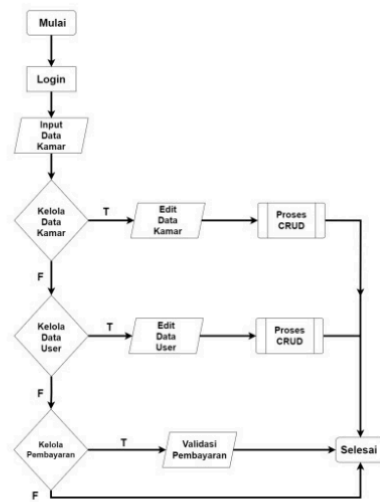 Mulai
Login
Input
Data
Kamar
Kelola
Data
Kamar
T
Edit
Data
Kamar
Proses
CRUD
F
Kelola
Data
User
T
Edit
Data
User
Proses
CRUD
F
Kelola
Pembayaran
T
Validasi
Pembayaran
Selesai
F